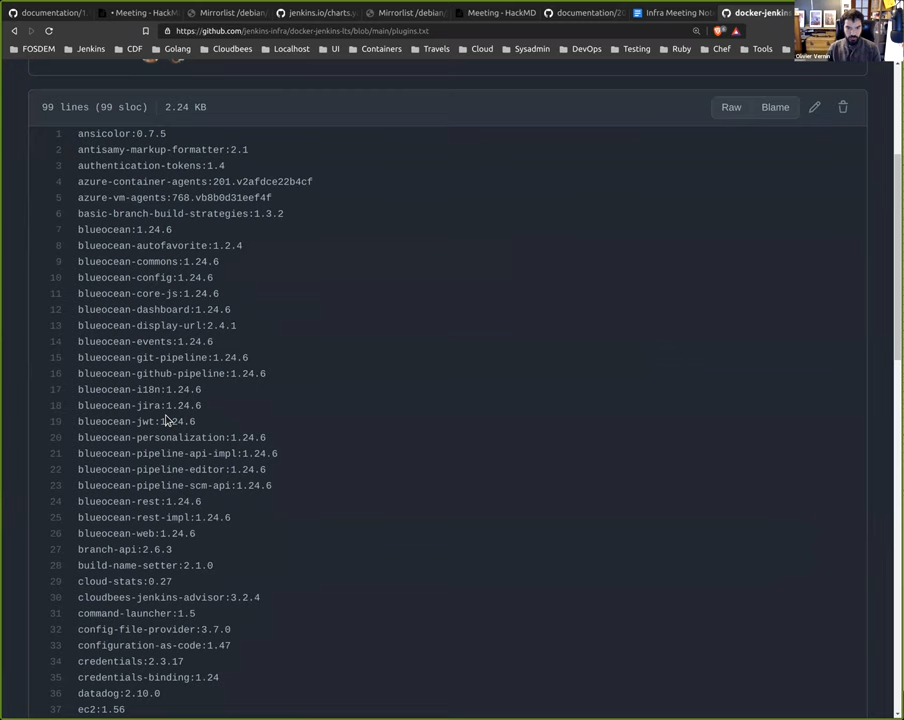 documentation/1
• Meeting - HackM
Mirrorlist /debian/
jenkins.io/charts.y
Mirrorlist /debian/
Meeting - HackMD
documentation/20
Infra Meeting Not
docker-jenkin
https://github.com/jenkins-infra/docker-jenkins-lts/blob/main/plugins.txt
Olivier Vernin
FOSDEM Jenkins CDF Golang Cloudbees Localhost UI Containers Travels Cloud Sysadmin DevOps Testing Ruby Chef Tools
99 lines (99 sloc) 2.24 KB Raw Blame
1 ansicolor:0.7.5
2 antisamy-markup-formatter:2.1
3 authentication-tokens:1.4
4 azure-container-agents:201.v2afdce22b4cf
5 azure-vm-agents:768.vb8b0d31eef4f
6 basic-branch-build-strategies:1.3.2
7 blueocean:1.24.6
8 blueocean-autofavorite:1.2.4
9 blueocean-commons:1.24.6
10 blueocean-config:1.24.6
11 blueocean-core-js:1.24.6
12 blueocean-dashboard:1.24.6
13 blueocean-display-url:2.4.1
14 blueocean-events:1.24.6
15 blueocean-git-pipeline:1.24.6
16 blueocean-github-pipeline:1.24.6
17 blueocean-i18n:1.24.6
18 blueocean-jira:1.24.6
19 blueocean-jwt:1.24.6
20 blueocean-personalization:1.24.6
21 blueocean-pipeline-api-impl:1.24.6
22 blueocean-pipeline-editor:1.24.6
23 blueocean-pipeline-scm-api:1.24.6
24 blueocean-rest:1.24.6
25 blueocean-rest-impl:1.24.6
26 blueocean-web:1.24.6
27 branch-api:2.6.3
28 build-name-setter:2.1.0
29 cloud-stats:0.27
30 cloudbees-jenkins-advisor:3.2.4
31 command-launcher:1.5
32 config-file-provider:3.7.0
33 configuration-as-code:1.47
34 credentials:2.3.17
35 credentials-binding:1.24
36 datadog:2.10.0
37 ec2:1.56